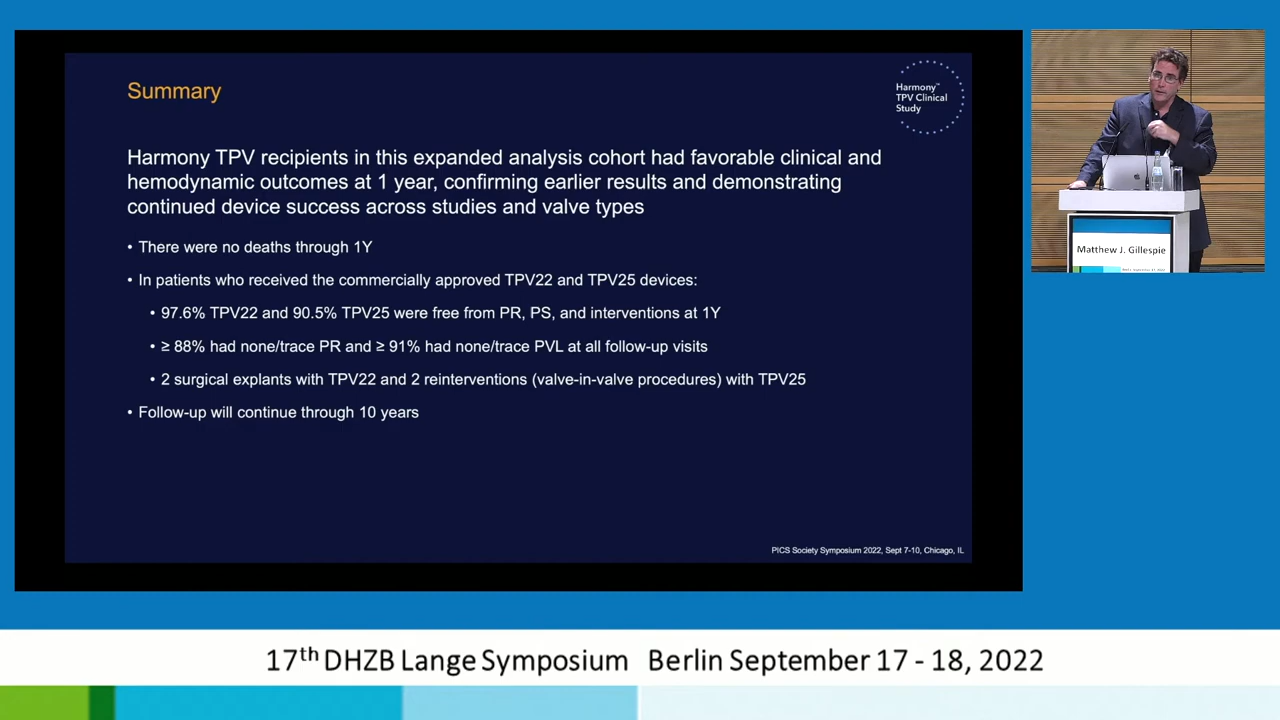 Summary
Harmony™
TPV Clinical
Study
Harmony TPV recipients in this expanded analysis cohort had favorable clinical and
hemodynamic outcomes at 1 year, confirming earlier results and demonstrating
continued device success across studies and valve types
• There were no deaths through 1Y
• In patients who received the commercially approved TPV22 and TPV25 devices:
• 97.6% TPV22 and 90.5% TPV25 were free from PR, PS, and interventions at 1Y
• ≥ 88% had none/trace PR and ≥ 91% had none/trace PVL at all follow-up visits
• 2 surgical explants with TPV22 and 2 reinterventions (valve-in-valve procedures) with TPV25
• Follow-up will continue through 10 years
PICS Society Symposium 2022, Sept 7-10, Chicago, IL
Matthew J. Gillespie
17th DHZB Lange Symposium Berlin September 17 - 18, 2022